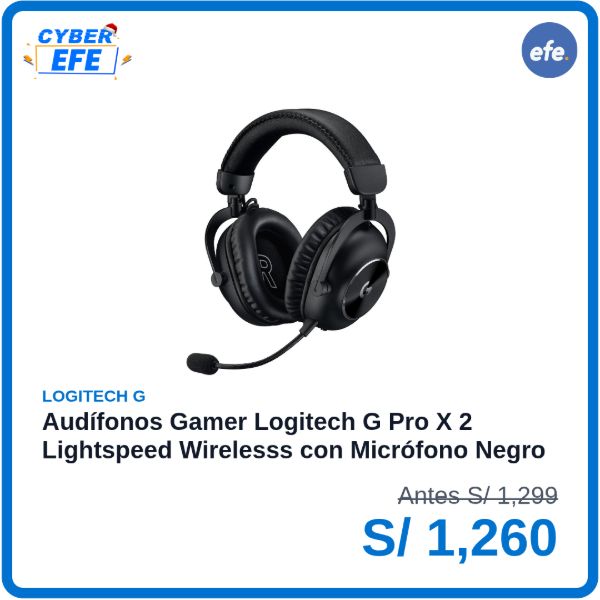 CYBER
EFE
efe.
R
G
LOGITECH G
Audífonos Gamer Logitech G Pro X 2
Lightspeed Wirelesss con Micrófono Negro
Antes S/ 1,299
S/ 1,260